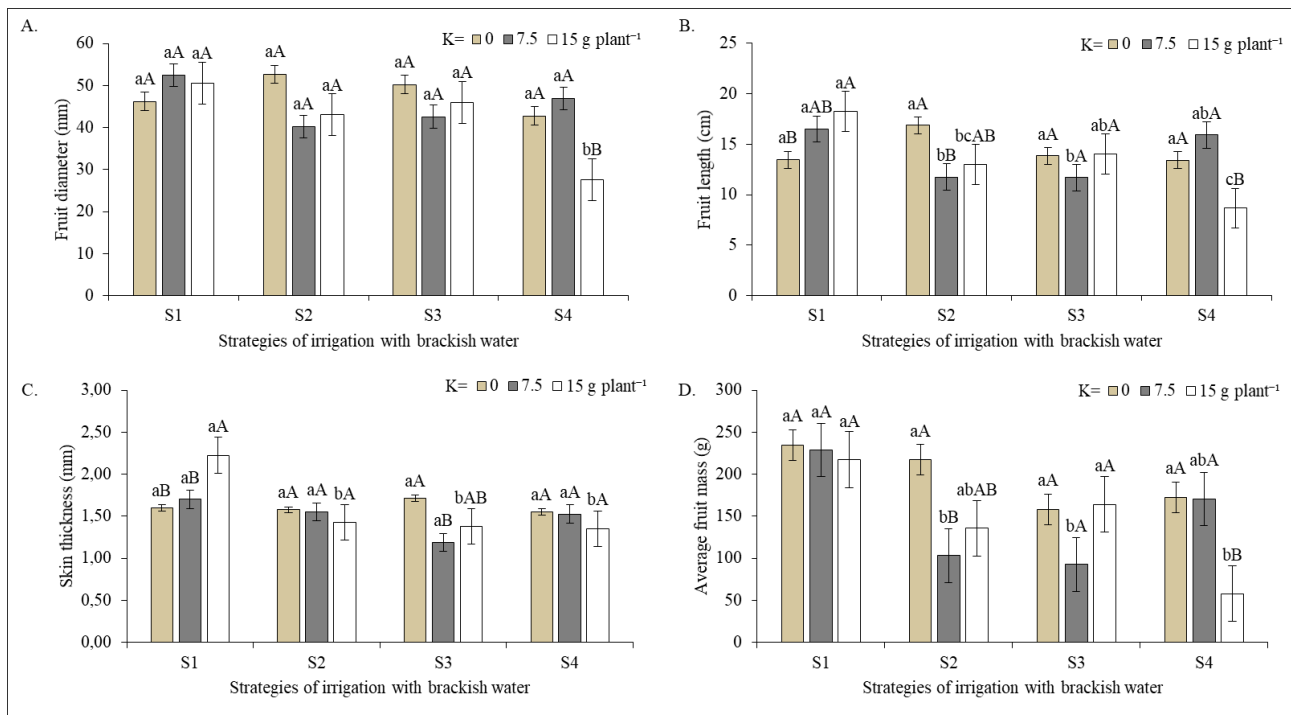 A.
K= 0 7.5 15 g plant⁻¹
Fruit diameter (mm)
60
50
40
30
20
10
0
aA aA aA aA aA aA aA aA aA aA aA bB
S1 S2 S3 S4
Strategies of irrigation with brackish water
B.
K= 0 7.5 15 g plant⁻¹
Fruit length (cm)
25
20
15
10
5
0
aB aAB aA aA bB bcAB aA bA abA aA abA cB
S1 S2 S3 S4
Strategies of irrigation with brackish water
C.
K= 0 7.5 15 g plant⁻¹
Skin thickness (mm)
3,00
2,50
2,00
1,50
1,00
0,50
0,00
aB aB aA aA aA bA aA aB bAB aA aA bA
S1 S2 S3 S4
Strategies of irrigation with brackish water
D.
K= 0 7.5 15 g plant⁻¹
Average fruit mass (g)
300
250
200
150
100
50
0
aA aA aA aA bB abAB aA bA aA aA abA bB
S1 S2 S3 S4
Strategies of irrigation with brackish water